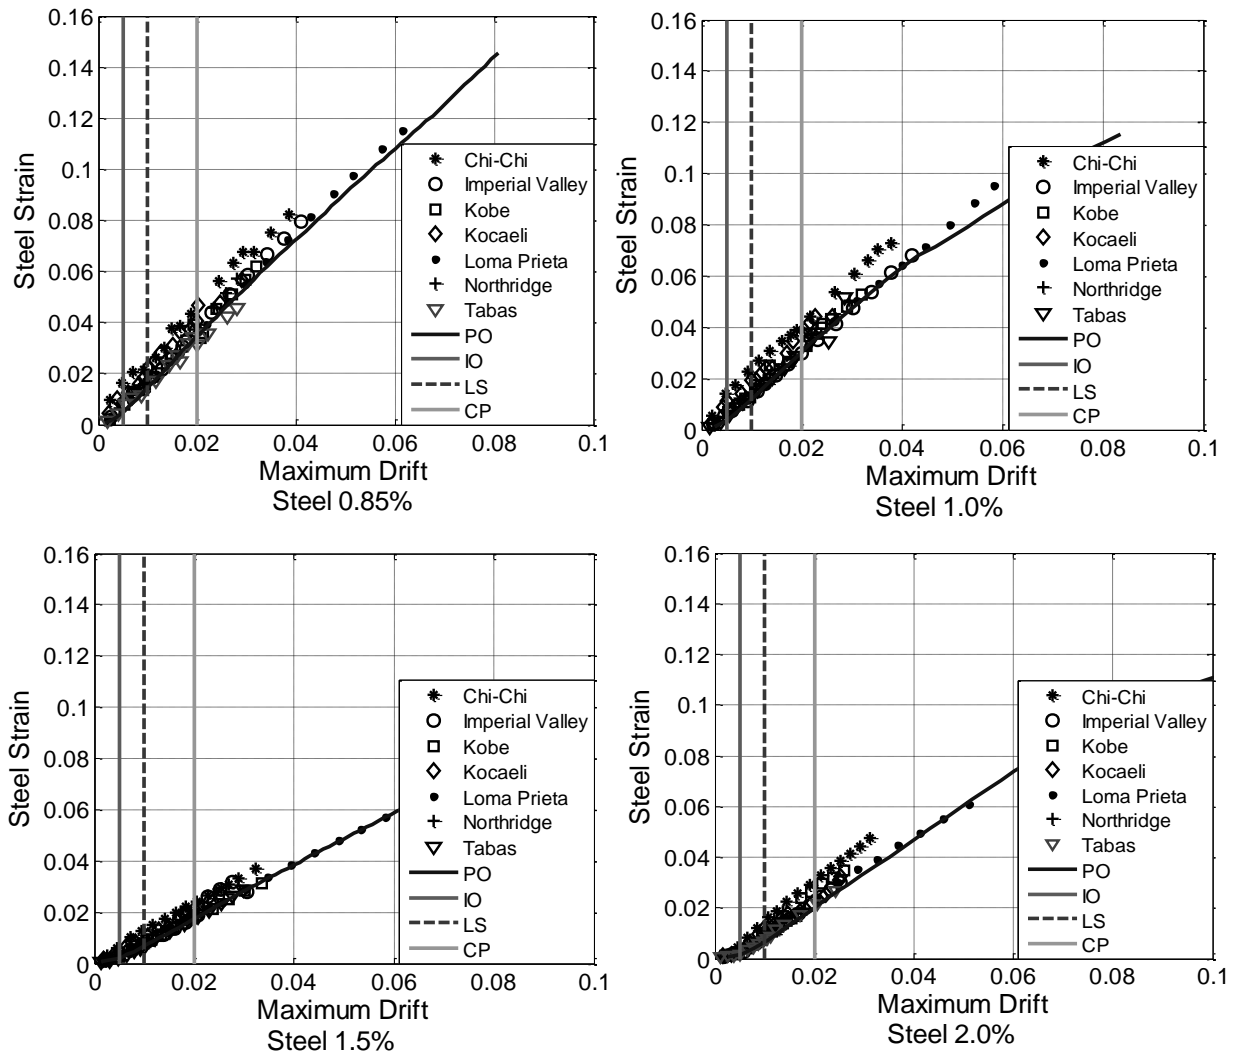 0.16
0.14
0.12
0.1
0.08
0.06
0.04
0.02
0
Steel Strain
Chi-Chi
Imperial Valley
Kobe
Kocaeli
Loma Prieta
Northridge
Tabas
PO
IO
LS
CP
0 0.02 0.04 0.06 0.08 0.1
Maximum Drift
Steel 0.85%
0.16
0.14
0.12
0.1
0.08
0.06
0.04
0.02
0
Steel Strain
Chi-Chi
Imperial Valley
Kobe
Kocaeli
Loma Prieta
Northridge
Tabas
PO
IO
LS
CP
0 0.02 0.04 0.06 0.08 0.1
Maximum Drift
Steel 1.0%
0.16
0.14
0.12
0.1
0.08
0.06
0.04
0.02
0
Steel Strain
Chi-Chi
Imperial Valley
Kobe
Kocaeli
Loma Prieta
Northridge
Tabas
PO
IO
LS
CP
0 0.02 0.04 0.06 0.08 0.1
Maximum Drift
Steel 1.5%
0.16
0.14
0.12
0.1
0.08
0.06
0.04
0.02
0
Steel Strain
Chi-Chi
Imperial Valley
Kobe
Kocaeli
Loma Prieta
Northridge
Tabas
PO
IO
LS
CP
0 0.02 0.04 0.06 0.08 0.1
Maximum Drift
Steel 2.0%